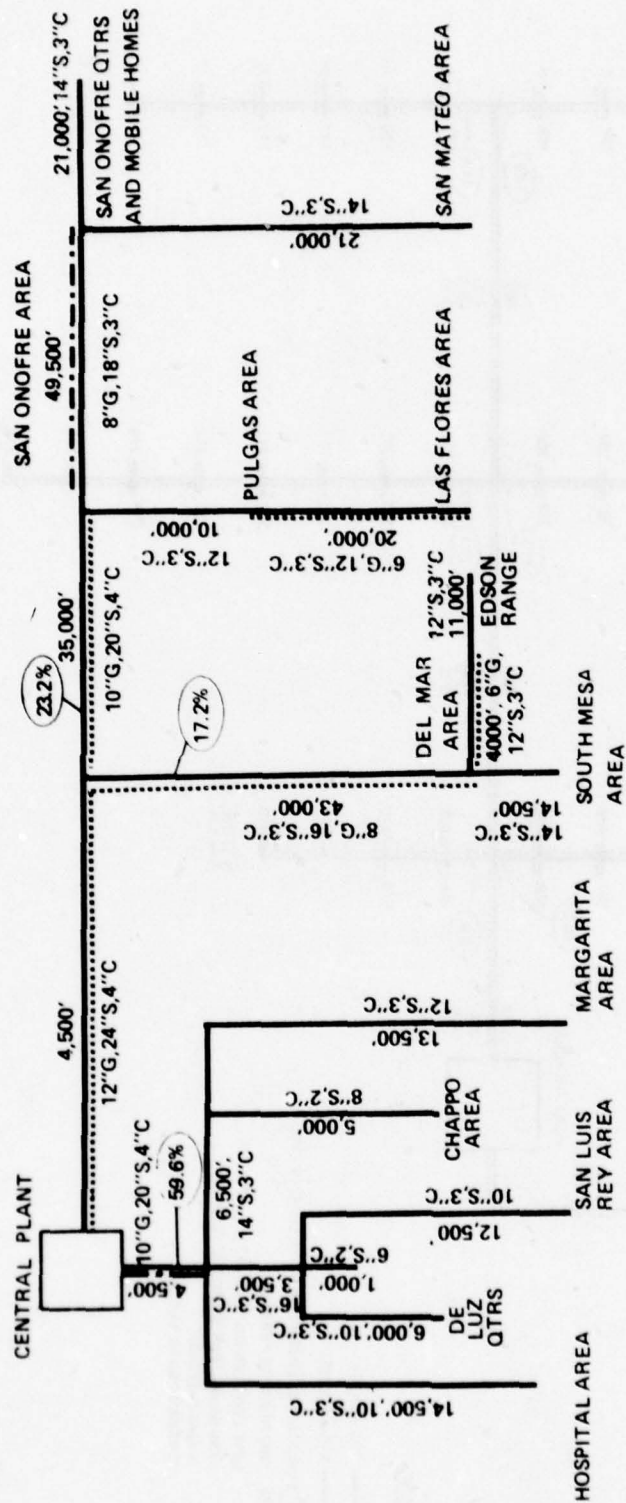 CENTRAL PLANT
4,500'
12"G,24"S,4"C
23.2%
35,000'
10"G,20"S,4"C
SAN ONOFRE AREA
49,500'
8"G,18"S,3"C
21,000', 14"S,3"C
SAN ONOFRE QTRS
AND MOBILE HOMES
21,000'
14"S,3"C
SAN MATEO AREA
10,000'
12"S,3"C
PULGAS AREA
20,000'
6"G,12"S,3"C
LAS FLORES AREA
17.2%
43,000'
8"G,16"S,3"C
DEL MAR
AREA
12"S,3"C
11,000'
4000', 6"G,
12"S,3"C
EDSON
RANGE
14,500'
14"S,3"C
SOUTH MESA
AREA
4,500'
10"G,20"S,4"C
59.6%
6,500',
14"S,3"C
13,500'
12"S,3"C
MARGARITA
AREA
5,000'
8"S,2"C
CHAPPO
AREA
3,500'
16"S,3"C
1,000'
6"S,2"C
12,500'
10"S,3"C
SAN LUIS
REY AREA
6,000',10"S,3"C
DE
LUZ
QTRS
14,500',10"S,3"C
HOSPITAL AREA